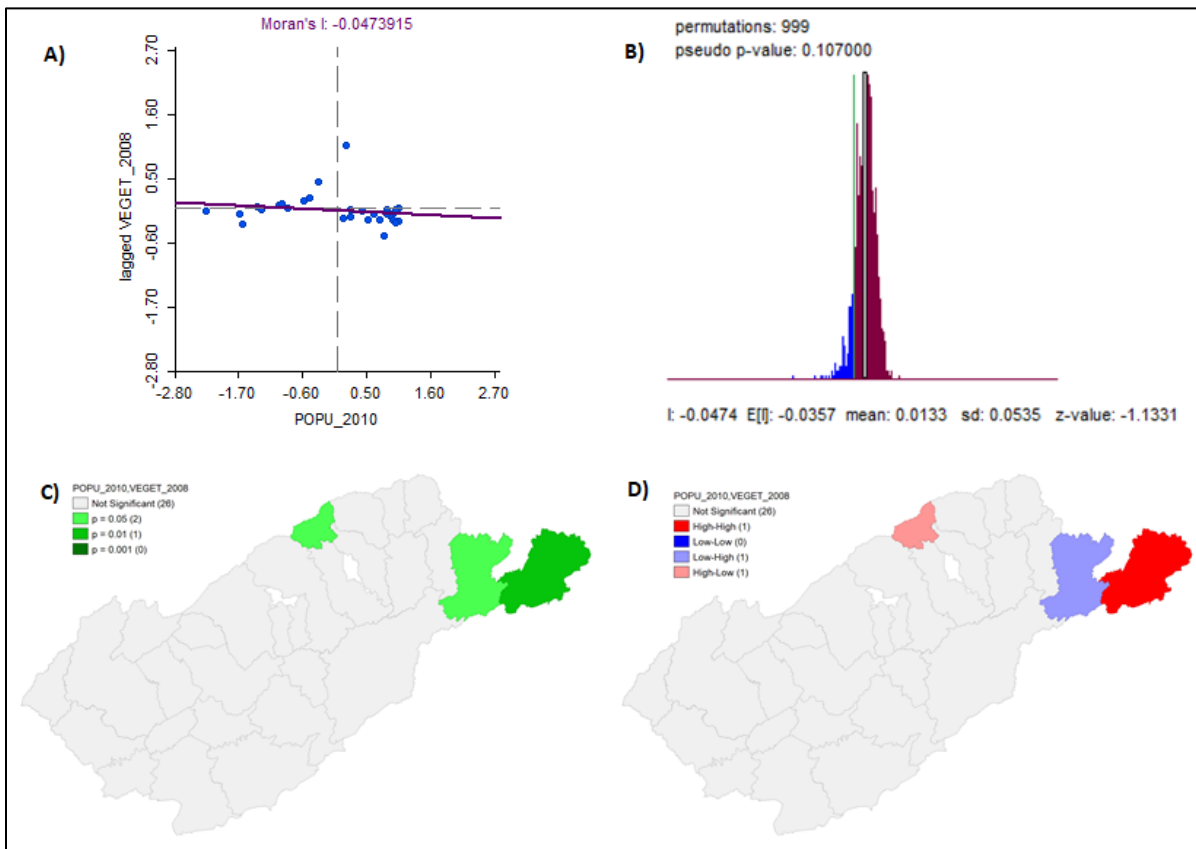 Moran's I: -0.0473915
A)
2.70
1.60
0.50
-0.60
-1.70
-2.80
lagged VEGET_2008
-2.80 -1.70 -0.60 0.50 1.60 2.70
POPU_2010
permutations: 999
B)
pseudo p-value: 0.107000
I: -0.0474 E[I]: -0.0357 mean: 0.0133 sd: 0.0535 z-value: -1.1331
C)
POPU_2010,VEGET_2008
Not Significant (26)
p = 0.05 (2)
p = 0.01 (1)
p = 0.001 (0)
D)
POPU_2010,VEGET_2008
Not Significant (26)
High-High (1)
Low-Low (0)
Low-High (1)
High-Low (1)